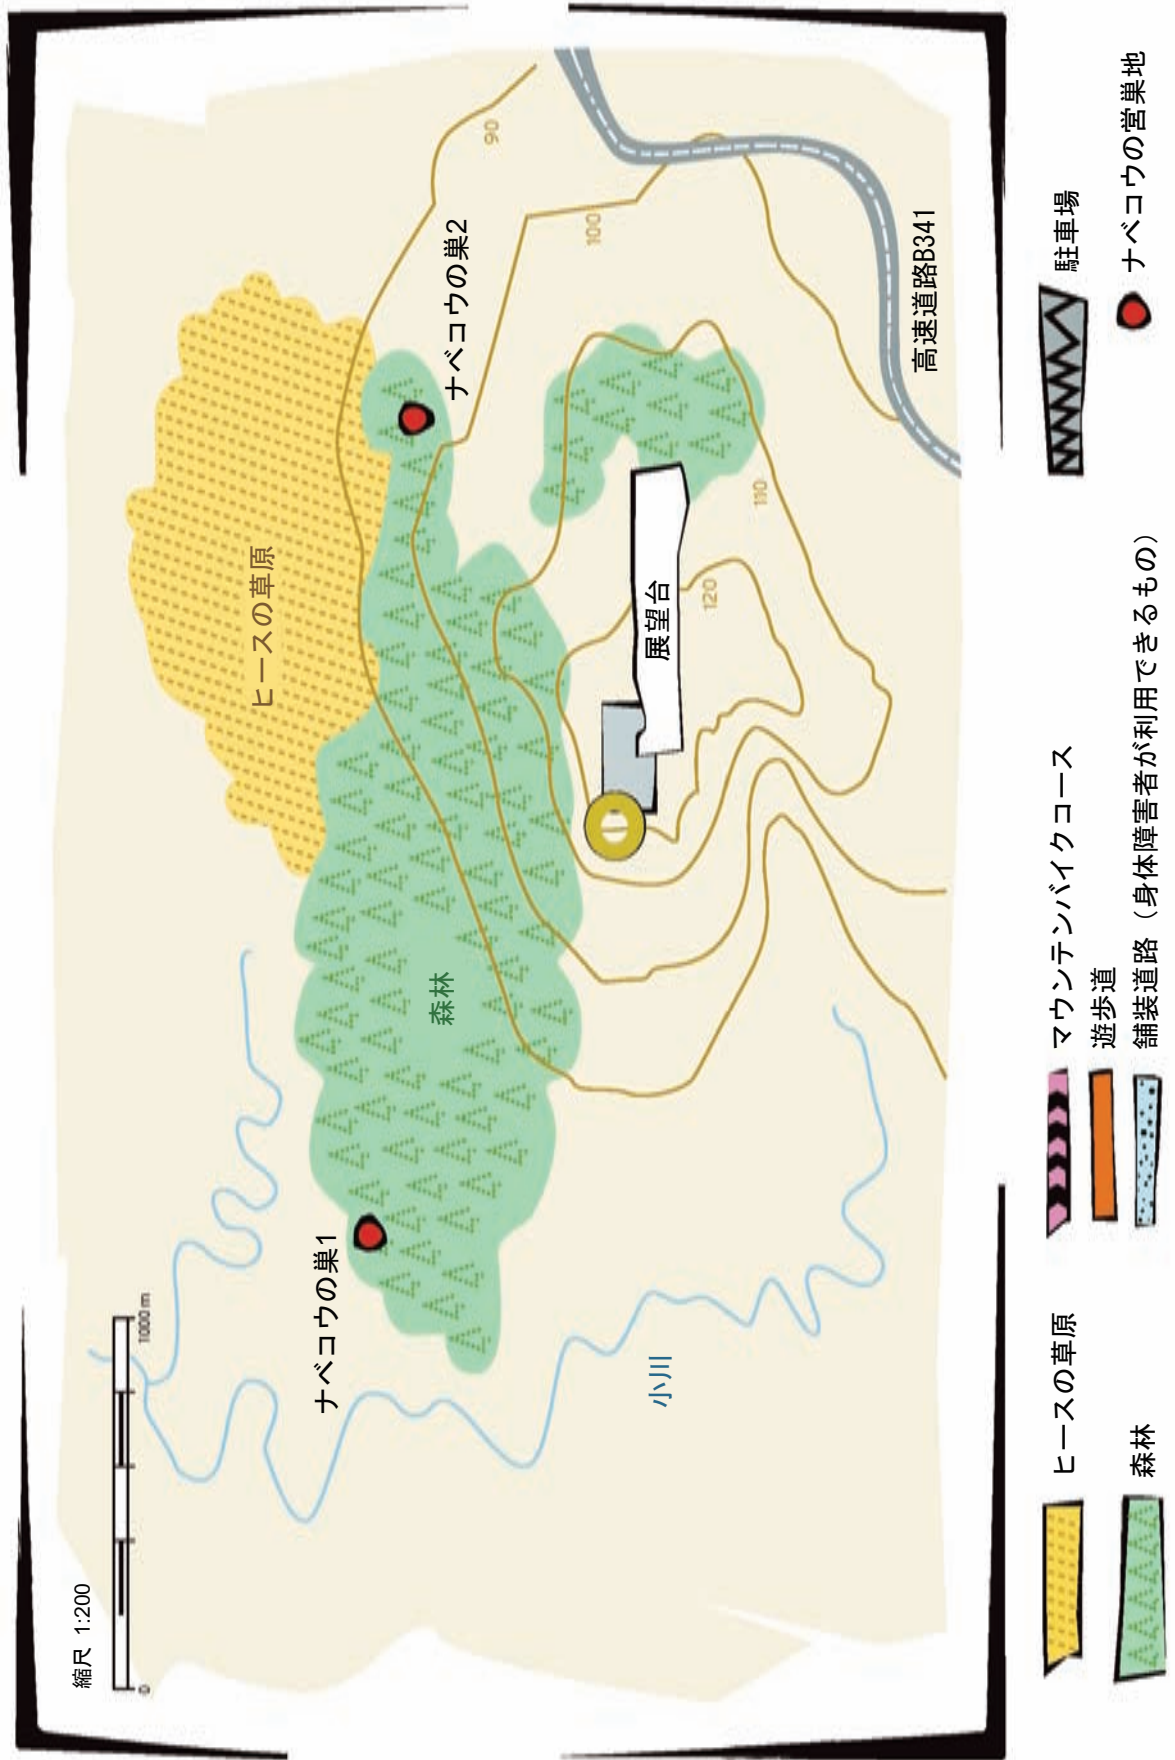 縮尺 1:200
0
1000 m
ナベコウの巣1
ヒースの草原
ナベコウの巣2
90
森林
100
展望台
120
110
小川
高速道路B341
ヒースの草原
マウンテンバイクコース
駐車場
遊歩道
森林
舗装道路（身体障害者が利用できるもの）
ナベコウの営巣地